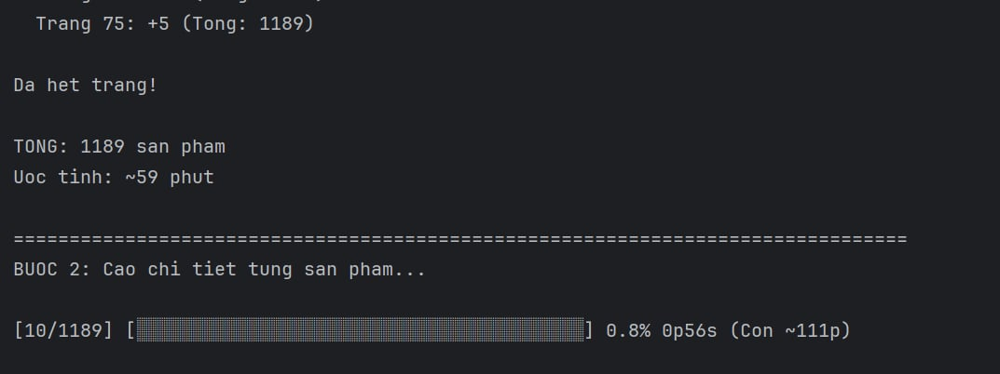 Trang 75: +5 (Tong: 1189)
Da het trang!
TONG: 1189 san pham
Uoc tinh: ~59 phut
================================================================================
BUOC 2: Cao chi tiet tung san pham...
[10/1189] [░░░░░░░░░░░░░░░░░░░░░░░░░░░░░░░░░░░░░░░░] 0.8% 0p56s (Con ~111p)